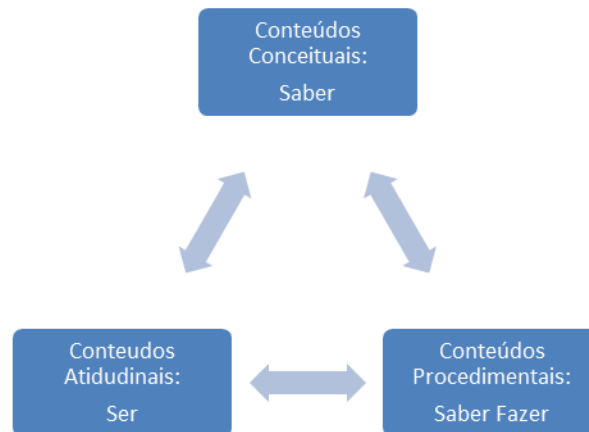 Conteúdos
Conceituais:
Saber
Conteudos
Atidudinais:
Ser
Conteúdos
Procedimentais:
Saber Fazer